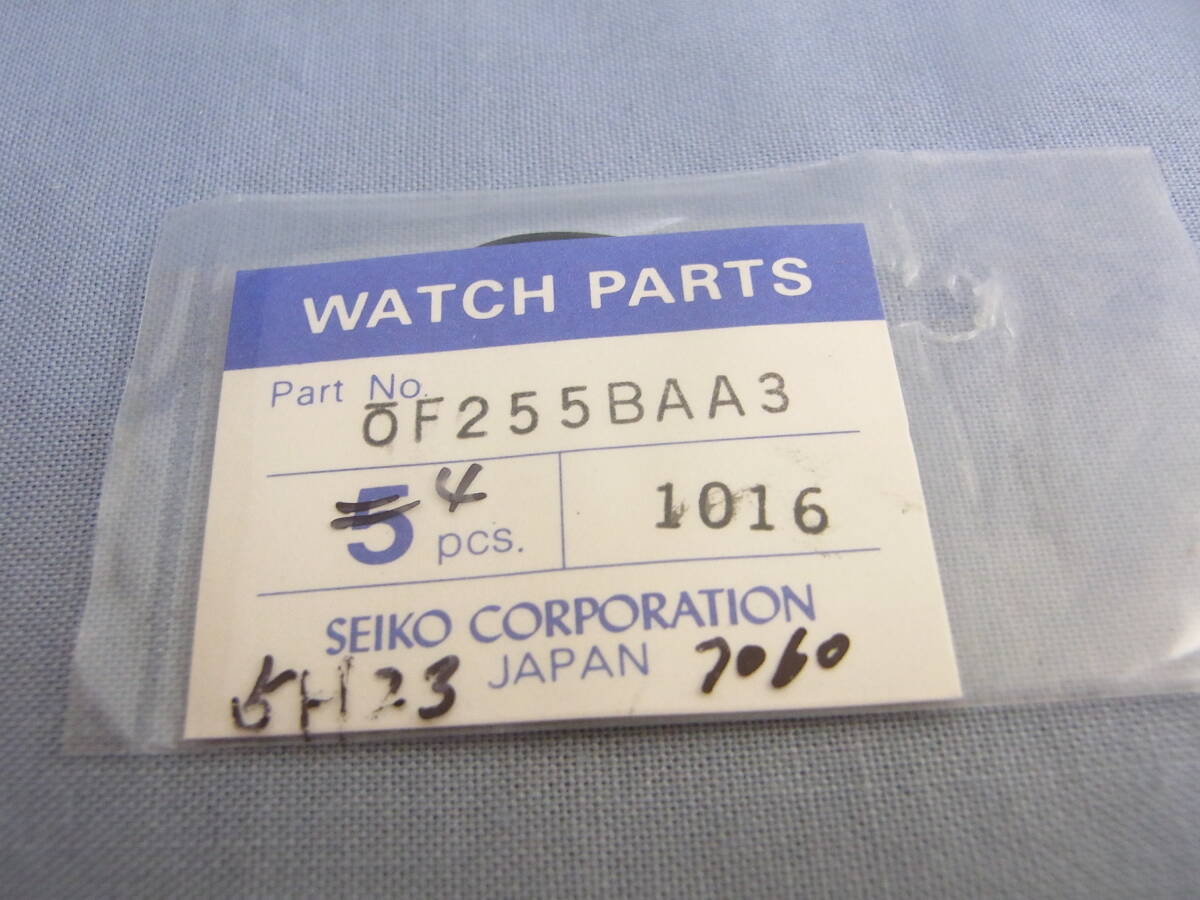 WATCH PARTS
Part No. 0F255BAA3
5 4 pcs. 1016
SEIKO CORPORATION
JAPAN
5H23 7060